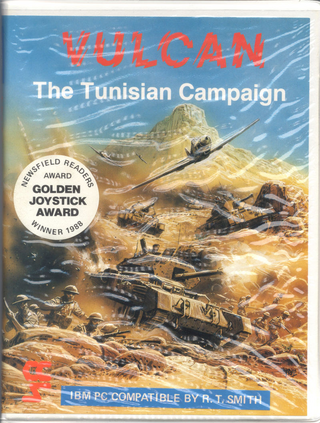 VULCAN
The Tunisian Campaign
NEWSFIELD READERS
AWARD
GOLDEN
JOYSTICK
AWARD
WINNER 1988
IBM PC COMPATIBLE BY R.T. SMITH